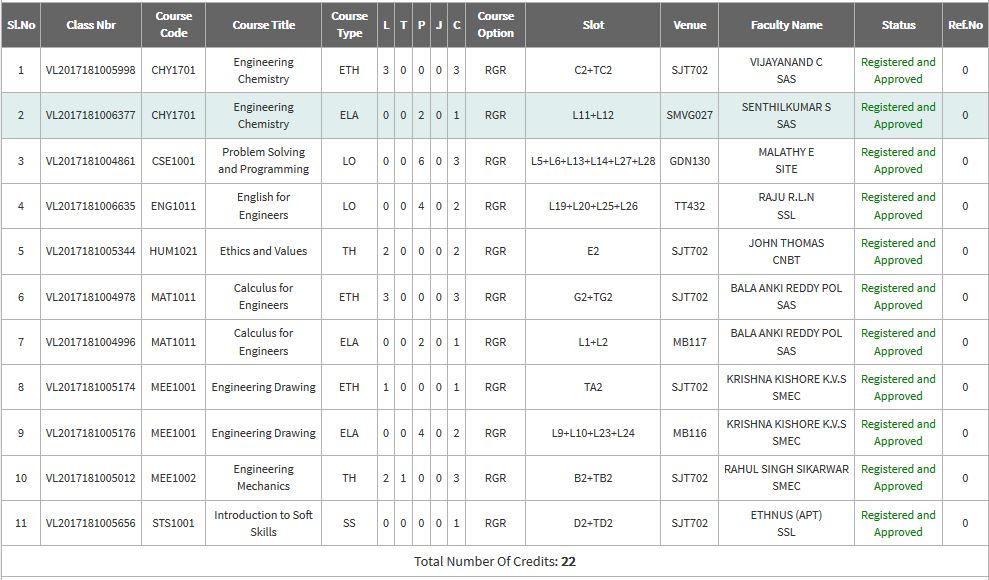 Sl.No Class Nbr Course Code Course Title Course Type L T P J C Course Option Slot Venue Faculty Name Status Ref.No
1 VL2017181005998 CHY1701 Engineering Chemistry ETH 3 0 0 0 3 RGR C2+TC2 SJT702 VIJAYANAND C SAS Registered and Approved 0
2 VL2017181006377 CHY1701 Engineering Chemistry ELA 0 0 2 0 1 RGR L11+L12 SMVG027 SENTHILKUMAR S SAS Registered and Approved 0
3 VL2017181004861 CSE1001 Problem Solving and Programming LO 0 0 6 0 3 RGR L5+L6+L13+L14+L27+L28 GDN130 MALATHY E SITE Registered and Approved 0
4 VL2017181006635 ENG1011 English for Engineers LO 0 0 4 0 2 RGR L19+L20+L25+L26 TT432 RAJU R.L.N SSL Registered and Approved 0
5 VL2017181005344 HUM1021 Ethics and Values TH 2 0 0 0 2 RGR E2 SJT702 JOHN THOMAS CNBT Registered and Approved 0
6 VL2017181004978 MAT1011 Calculus for Engineers ETH 3 0 0 0 3 RGR G2+TG2 SJT702 BALA ANKI REDDY POL SAS Registered and Approved 0
7 VL2017181004996 MAT1011 Calculus for Engineers ELA 0 0 2 0 1 RGR L1+L2 MB117 BALA ANKI REDDY POL SAS Registered and Approved 0
8 VL2017181005174 MEE1001 Engineering Drawing ETH 1 0 0 0 1 RGR TA2 SJT702 KRISHNA KISHORE K.V.S SMEC Registered and Approved 0
9 VL2017181005176 MEE1001 Engineering Drawing ELA 0 0 4 0 2 RGR L9+L10+L23+L24 MB116 KRISHNA KISHORE K.V.S SMEC Registered and Approved 0
10 VL2017181005012 MEE1002 Engineering Mechanics TH 2 1 0 0 3 RGR B2+TB2 SJT702 RAHUL SINGH SIKARWAR SMEC Registered and Approved 0
11 VL2017181005656 STS1001 Introduction to Soft Skills SS 0 0 0 0 1 RGR D2+TD2 SJT702 ETHNUS (APT) SSL Registered and Approved 0
Total Number Of Credits: 22